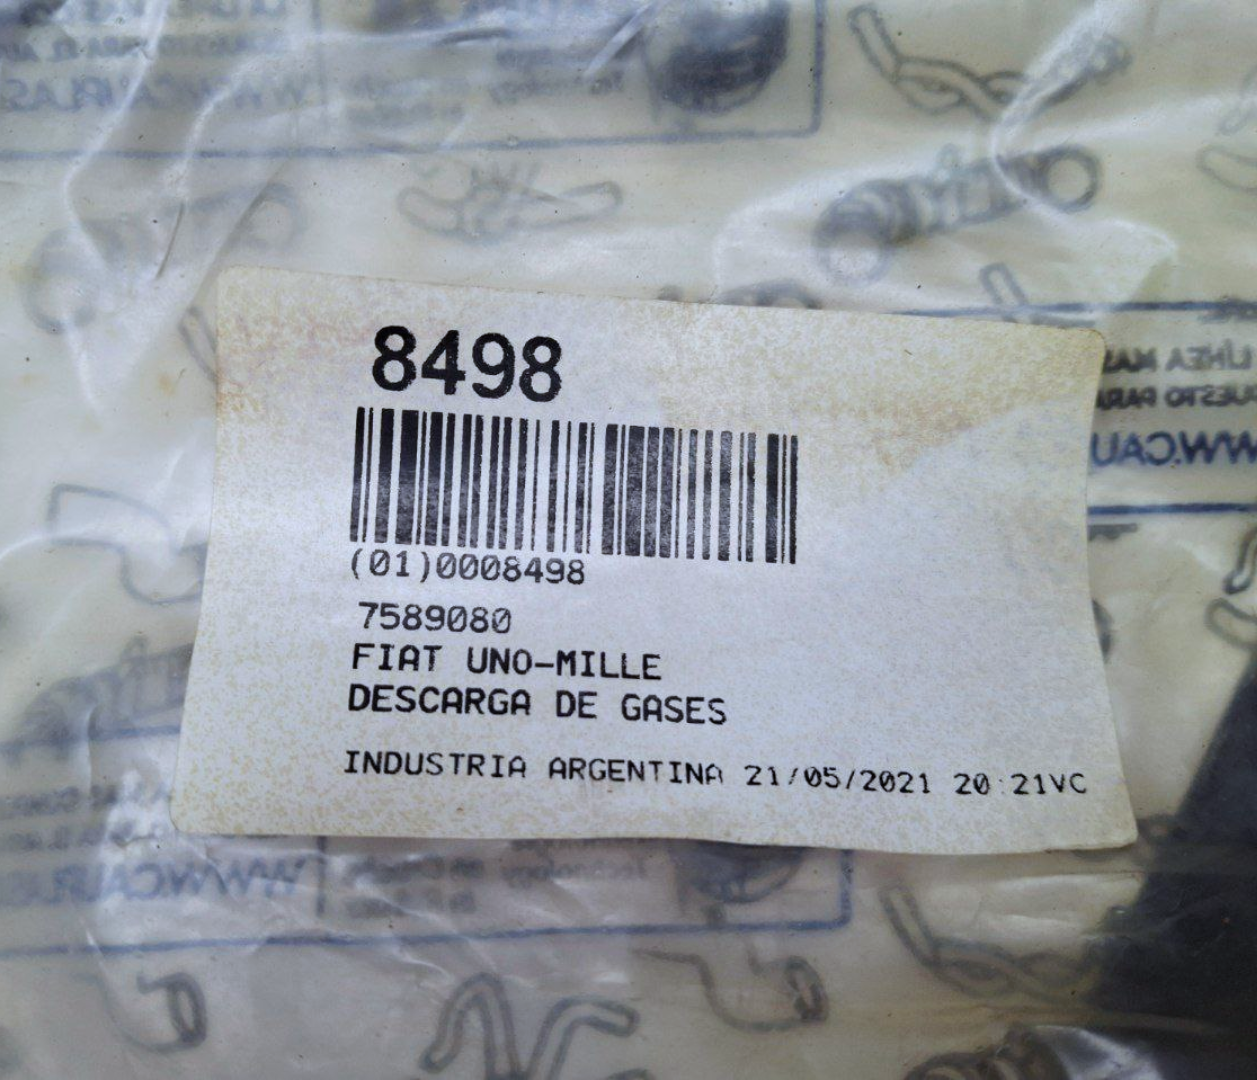 8498
(01)0008498
7589080
FIAT UNO-MILLE
DESCARGA DE GASES
INDUSTRIA ARGENTINA 21/05/2021 20:21VC